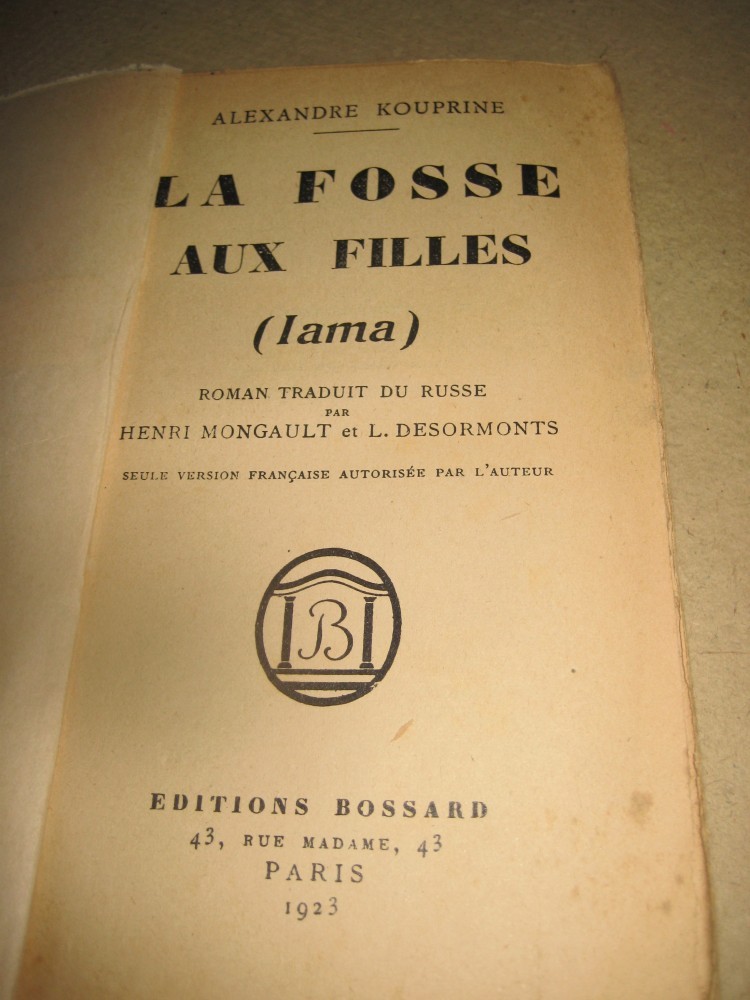 ALEXANDRE KOUPRINE
LA FOSSE
AUX FILLES
(Iama)
ROMAN TRADUIT DU RUSSE
PAR
HENRI MONGAULT et L. DESORMONTS
SEULE VERSION FRANÇAISE AUTORISÉE PAR L'AUTEUR
B
EDITIONS BOSSARD
43, RUE MADAME, 43
PARIS
1923